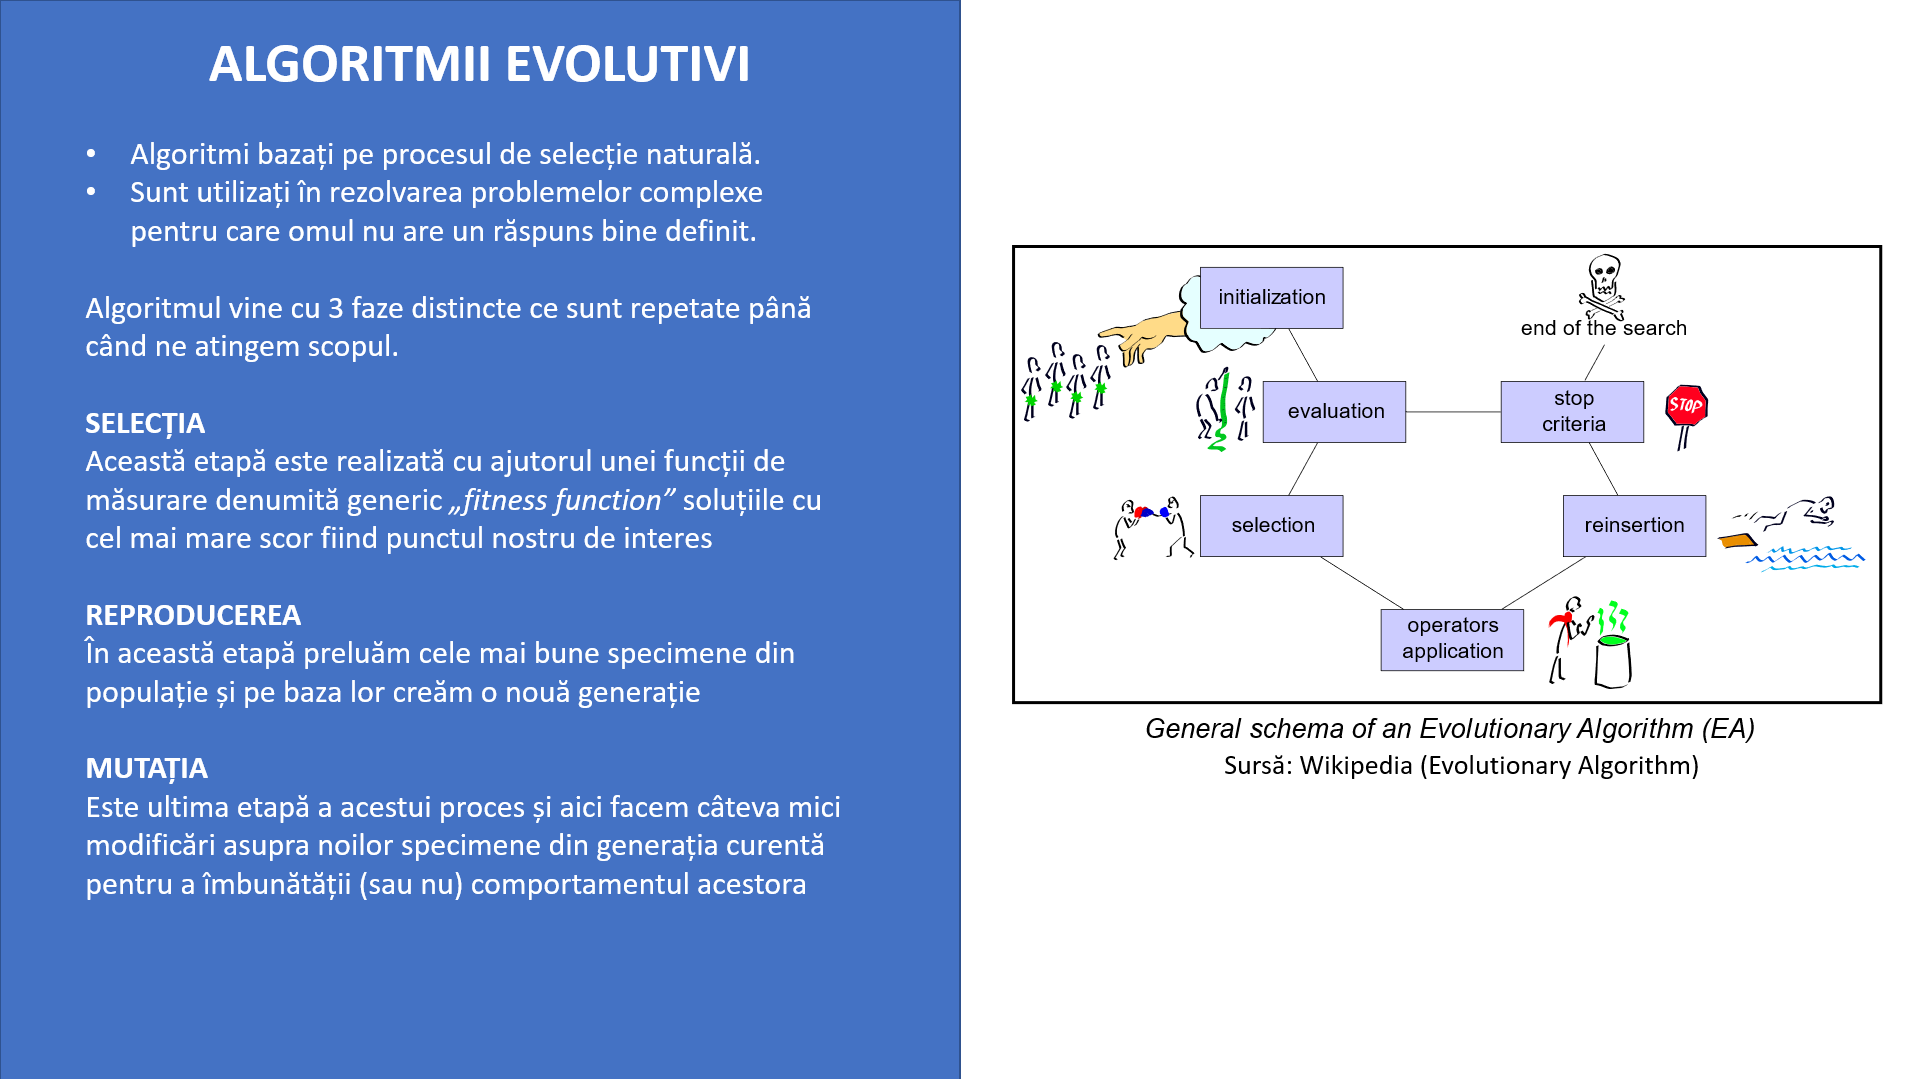 ALGORITMII EVOLUTIVI
• Algoritmi bazați pe procesul de selecție naturală.
• Sunt utilizați în rezolvarea problemelor complexe
pentru care omul nu are un răspuns bine definit.
Algoritmul vine cu 3 faze distincte ce sunt repetate până
când ne atingem scopul.
SELECȚIA
Această etapă este realizată cu ajutorul unei funcții de
măsurare denumită generic „fitness function” soluțiile cu
cel mai mare scor fiind punctul nostru de interes
REPRODUCEREA
În această etapă preluăm cele mai bune specimene din
populație și pe baza lor creăm o nouă generație
MUTAȚIA
Este ultima etapă a acestui proces și aici facem câteva mici
modificări asupra noilor specimene din generația curentă
pentru a îmbunătății (sau nu) comportamentul acestora
initialization
end of the search
evaluation
stop
criteria
STOP
selection
reinsertion
operators
application
General schema of an Evolutionary Algorithm (EA)
Sursă: Wikipedia (Evolutionary Algorithm)